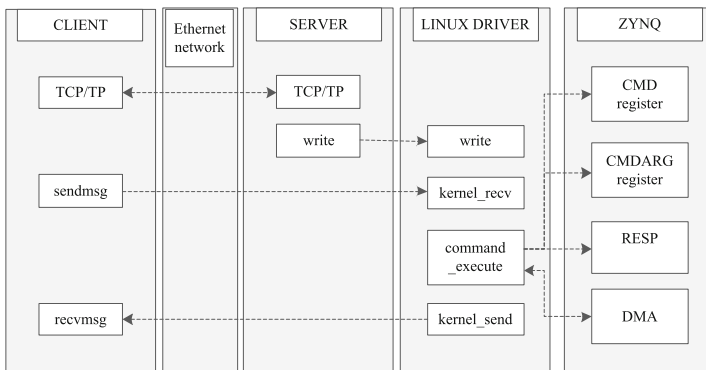 CLIENT
Ethernet
network
SERVER
LINUX DRIVER
ZYNQ
TCP/TP
TCP/TP
CMD
register
write
write
CMDARG
register
sendmsg
kernel_recv
command
_execute
RESP
recvmsg
kernel_send
DMA